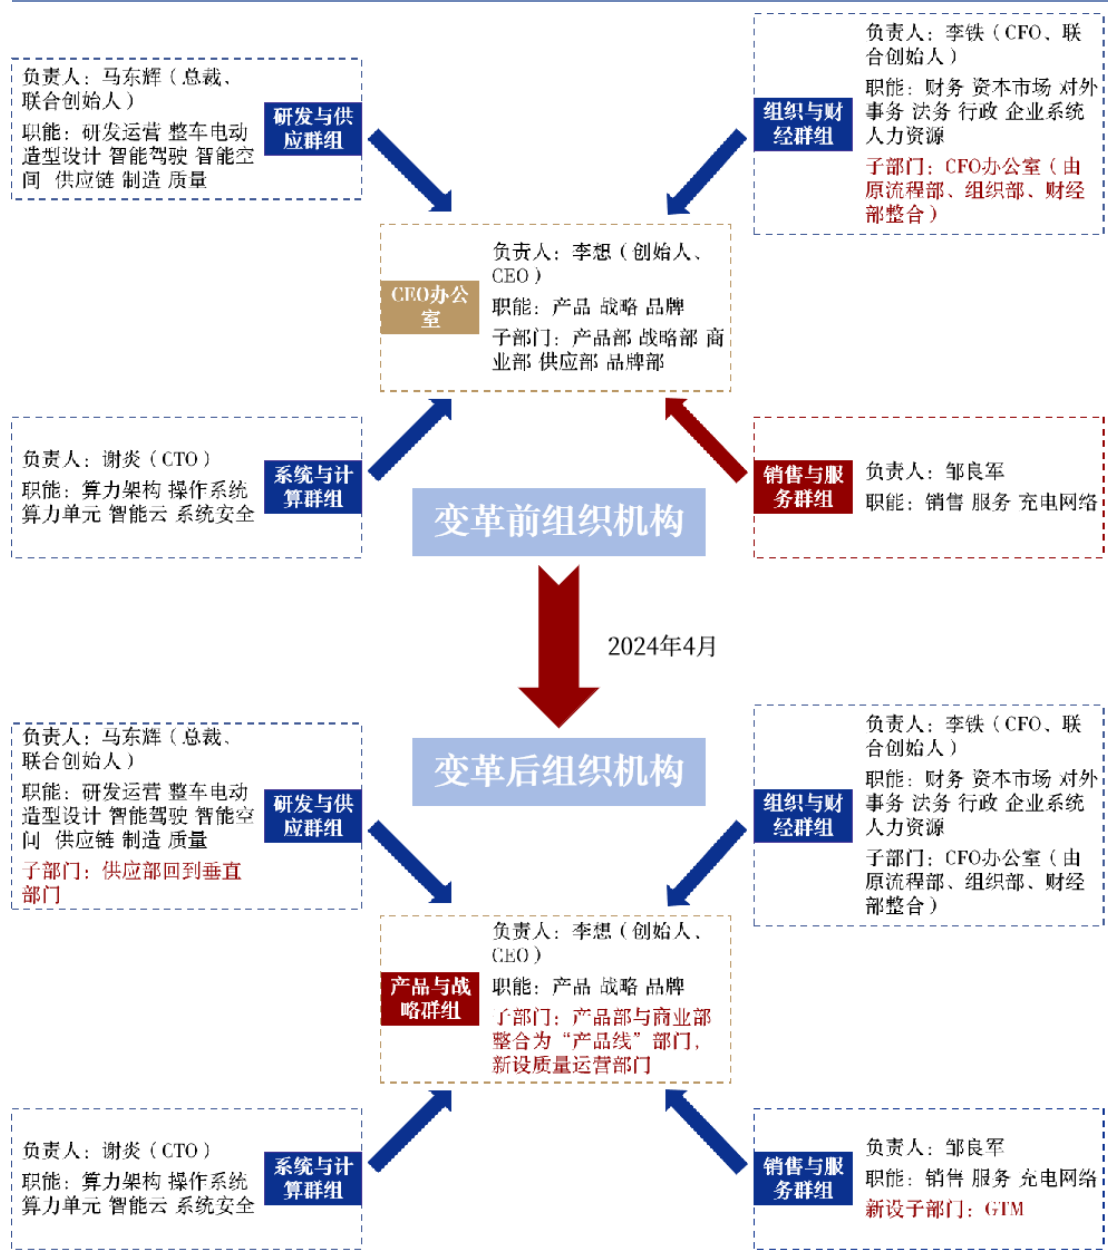 负责人：马东辉（总裁、
联合创始人）
职能：研发运营 整车电动
造型设计 智能驾驶 智能空
间 供应链 制造 质量
研发与供
应群组
组织与财
经群组
负责人：李铁（CFO、联
合创始人）
职能：财务 资本市场 对外
事务 法务 行政 企业系统
人力资源
子部门：CFO办公室（由
原流程部、组织部、财经
部整合）
CEO办公
室
负责人：李想（创始人、
CEO）
职能：产品 战略 品牌
子部门：产品部 战略部 商
业部 供应部 品牌部
负责人：谢炎（CTO）
职能：算力架构 操作系统
算力单元 智能云 系统安全
系统与计
算群组
销售与服
务群组
负责人：邹良军
职能：销售 服务 充电网络
变革前组织机构
2024年4月
变革后组织机构
负责人：马东辉（总裁、
联合创始人）
职能：研发运营 整车电动
造型设计 智能驾驶 智能空
间 供应链 制造 质量
子部门：供应部回到垂直
部门
研发与供
应群组
组织与财
经群组
负责人：李铁（CFO、联
合创始人）
职能：财务 资本市场 对外
事务 法务 行政 企业系统
人力资源
子部门：CFO办公室（由
原流程部、组织部、财经
部整合）
产品与战
略群组
负责人：李想（创始人、
CEO）
职能：产品 战略 品牌
子部门：产品部与商业部
整合为“产品线”部门，
新设质量运营部门
负责人：谢炎（CTO）
职能：算力架构 操作系统
算力单元 智能云 系统安全
系统与计
算群组
销售与服
务群组
负责人：邹良军
职能：销售 服务 充电网络
新设子部门：GTM